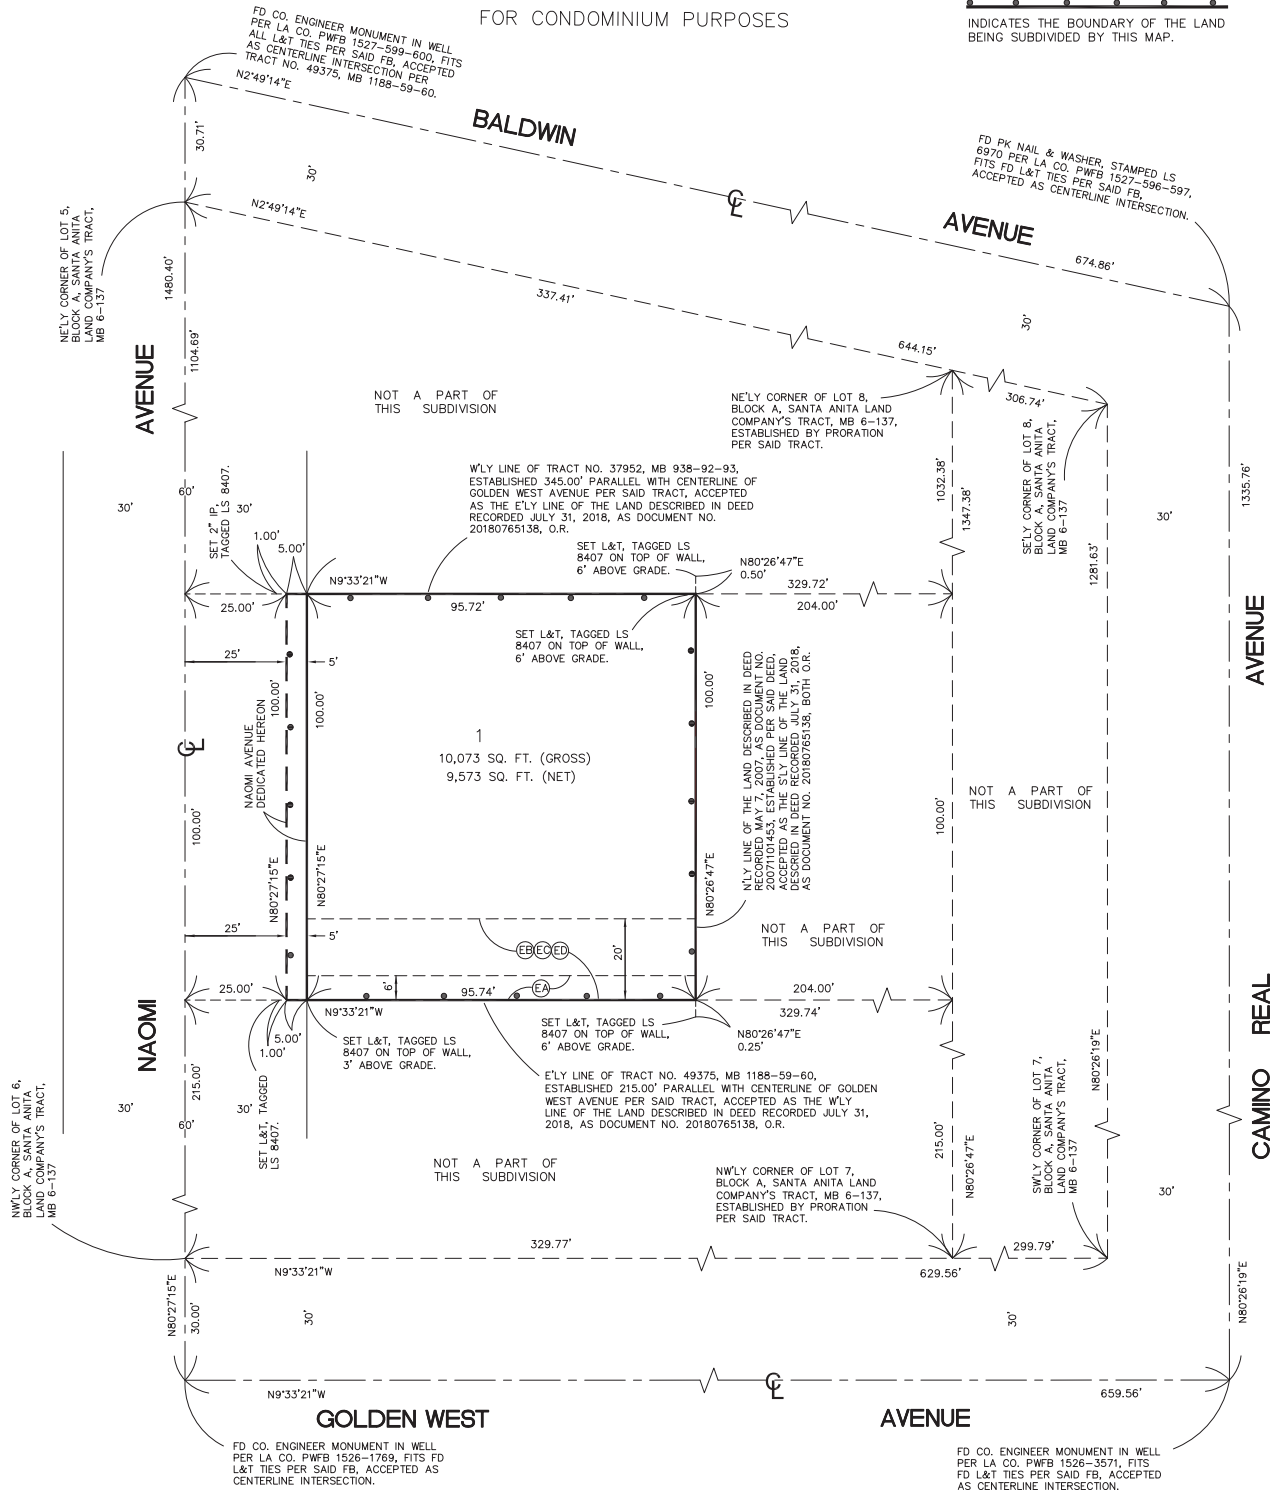 FOR CONDOMINIUM PURPOSES
INDICATES THE BOUNDARY OF THE LAND
BEING SUBDIVIDED BY THIS MAP.
FD CO. ENGINEER MONUMENT IN WELL
PER LA CO. PWFB 1527-599-600, FITS
ALL L&T TIES PER SAID FB, ACCEPTED
AS CENTERLINE INTERSECTION PER
TRACT NO. 49375, MB 1188-59-60.
N2°49'14"E
BALDWIN
30.71'
30'
N2°49'14"E
℄
FD PK NAIL & WASHER, STAMPED LS
6970 PER LA CO. PWFB 1527-596-597,
FITS FD L&T TIES PER SAID FB,
ACCEPTED AS CENTERLINE INTERSECTION.
AVENUE
674.86'
NE'LY CORNER OF LOT 5,
BLOCK A, SANTA ANITA
LAND COMPANY'S TRACT,
MB 6-137
1480.40'
337.41'
30'
AVENUE
1104.69'
644.15'
NOT A PART OF
THIS SUBDIVISION
NE'LY CORNER OF LOT 8,
BLOCK A, SANTA ANITA LAND
COMPANY'S TRACT, MB 6-137,
ESTABLISHED BY PRORATION
PER SAID TRACT.
306.74'
SE'LY CORNER OF LOT 8,
BLOCK A, SANTA ANITA
LAND COMPANY'S TRACT,
MB 6-137
W'LY LINE OF TRACT NO. 37952, MB 938-92-93,
ESTABLISHED 345.00' PARALLEL WITH CENTERLINE OF
GOLDEN WEST AVENUE PER SAID TRACT, ACCEPTED
AS THE E'LY LINE OF THE LAND DESCRIBED IN DEED
RECORDED JULY 31, 2018, AS DOCUMENT NO.
20180765138, O.R.
1032.38'
1347.38'
1335.76'
30'
60'
30'
30'
SET 2" IP,
TAGGED LS 8407.
1.00'
5.00'
SET L&T, TAGGED LS
8407 ON TOP OF WALL,
6' ABOVE GRADE.
N80°26'47"E
0.50'
1281.63'
N9°33'21"W
329.72'
25.00'
95.72'
204.00'
SET L&T, TAGGED LS
8407 ON TOP OF WALL,
6' ABOVE GRADE.
AVENUE
25'
5'
100.00'
100.00'
100.00'
NAOMI AVENUE
DEDICATED HEREON
N'LY LINE OF THE LAND DESCRIBED IN DEED
RECORDED MAY 7, 2007, AS DOCUMENT NO.
20071101453, ESTABLISHED PER SAID DEED,
ACCEPTED AS THE S'LY LINE OF THE LAND
DESCRIED IN DEED RECORDED JULY 31, 2018,
AS DOCUMENT NO. 20180765138, BOTH O.R.
℄
1
10,073 SQ. FT. (GROSS)
9,573 SQ. FT. (NET)
NOT A PART OF
THIS SUBDIVISION
100.00'
100.00'
N80°27'15"E
N80°27'15"E
N80°26'47"E
25'
5'
EB EC ED
20'
NOT A PART OF
THIS SUBDIVISION
6'
EA
25.00'
95.74'
204.00'
N9°33'21"W
329.74'
NAOMI
5.00'
1.00'
SET L&T, TAGGED LS
8407 ON TOP OF WALL,
3' ABOVE GRADE.
SET L&T, TAGGED LS
8407 ON TOP OF WALL,
6' ABOVE GRADE.
N80°26'47"E
0.25'
REAL
CAMINO
N80°26'19"E
E'LY LINE OF TRACT NO. 49375, MB 1188-59-60,
ESTABLISHED 215.00' PARALLEL WITH CENTERLINE OF GOLDEN
WEST AVENUE PER SAID TRACT, ACCEPTED AS THE W'LY
LINE OF THE LAND DESCRIBED IN DEED RECORDED JULY 31,
2018, AS DOCUMENT NO. 20180765138, O.R.
215.00'
30'
30'
60'
SET L&T, TAGGED
LS 8407.
NW'LY CORNER OF LOT 6,
BLOCK A, SANTA ANITA
LAND COMPANY'S TRACT,
MB 6-137
NOT A PART OF
THIS SUBDIVISION
215.00'
N80°26'47"E
SW'LY CORNER OF LOT 7,
BLOCK A, SANTA ANITA
LAND COMPANY'S TRACT,
MB 6-137
NW'LY CORNER OF LOT 7,
BLOCK A, SANTA ANITA LAND
COMPANY'S TRACT, MB 6-137,
ESTABLISHED BY PRORATION
PER SAID TRACT.
30'
329.77'
299.79'
N9°33'21"W
629.56'
N80°27'15"E
30.00'
30'
30'
N80°26'19"E
℄
N9°33'21"W
659.56'
GOLDEN WEST
AVENUE
FD CO. ENGINEER MONUMENT IN WELL
PER LA CO. PWFB 1526-1769, FITS FD
L&T TIES PER SAID FB, ACCEPTED AS
CENTERLINE INTERSECTION.
FD CO. ENGINEER MONUMENT IN WELL
PER LA CO. PWFB 1526-3571, FITS
FD L&T TIES PER SAID FB, ACCEPTED
AS CENTERLINE INTERSECTION.